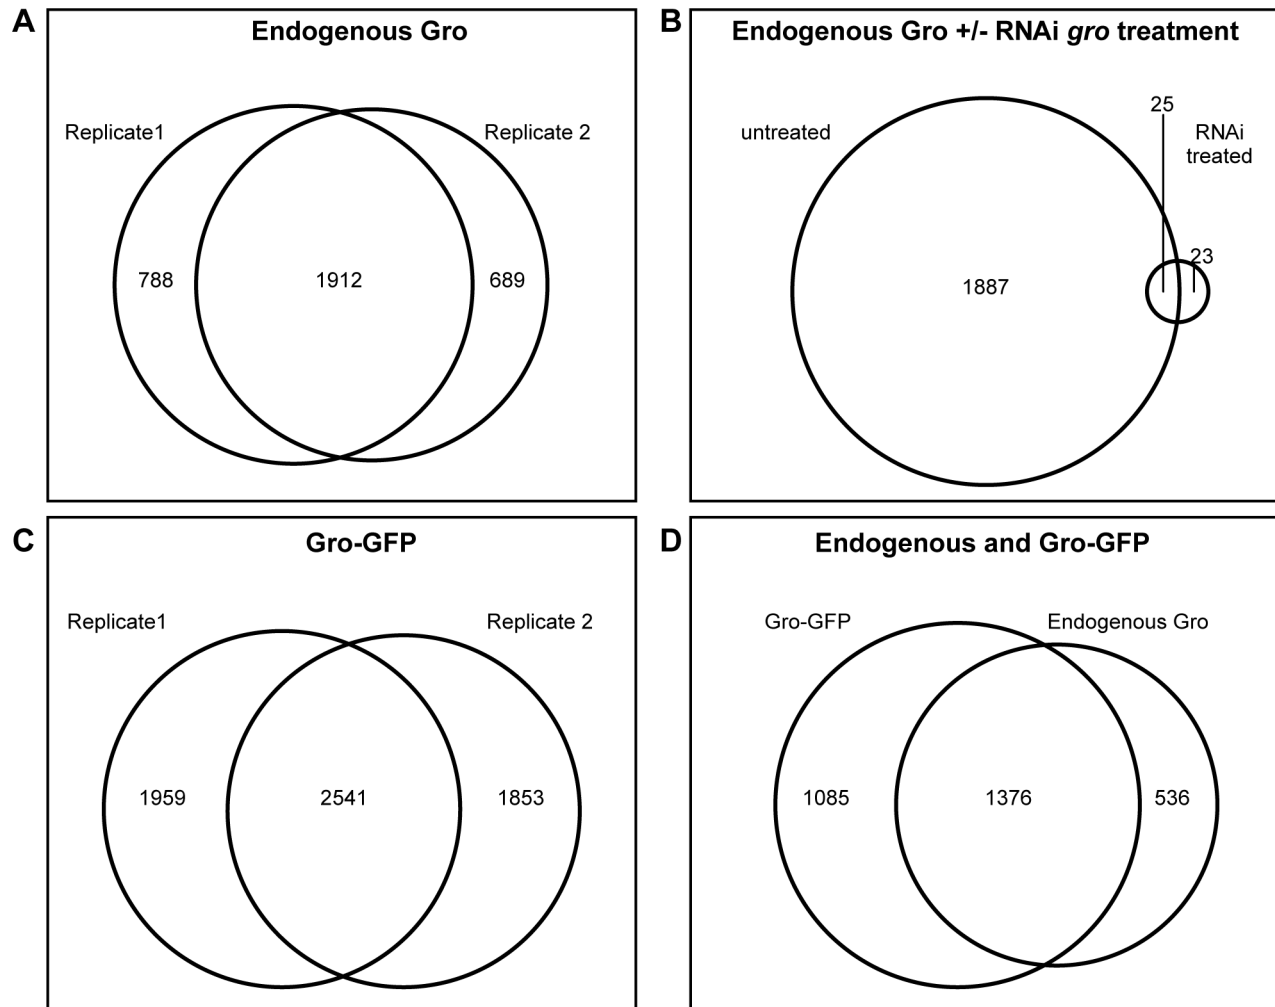 A
Endogenous Gro
Replicate1
Replicate 2
788
1912
689
B
Endogenous Gro +/- RNAi gro treatment
untreated
25
RNAi
treated
1887
23
C
Gro-GFP
Replicate1
Replicate 2
1959
2541
1853
D
Endogenous and Gro-GFP
Gro-GFP
Endogenous Gro
1085
1376
536